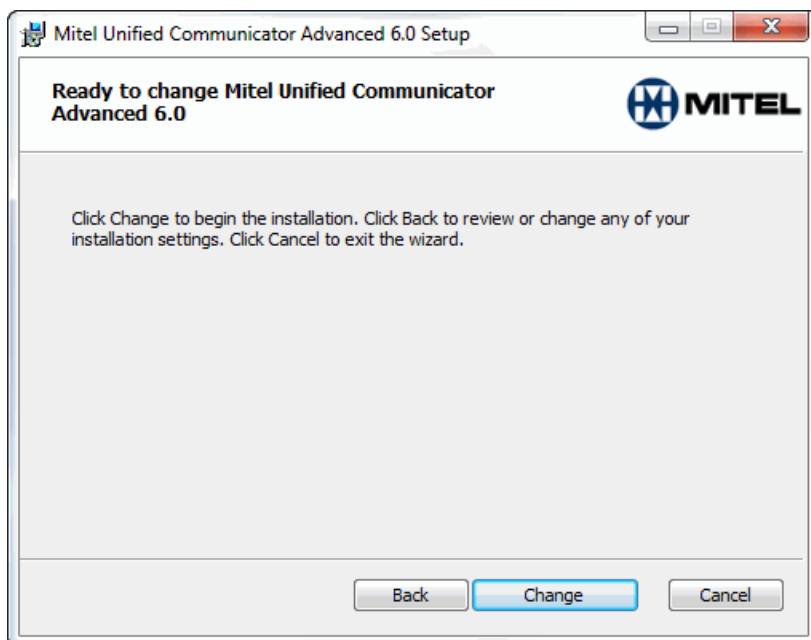 Mitel Unified Communicator Advanced 6.0 Setup
Ready to change Mitel Unified Communicator
Advanced 6.0
MITEL
Click Change to begin the installation. Click Back to review or change any of your
installation settings. Click Cancel to exit the wizard.
Back
Change
Cancel